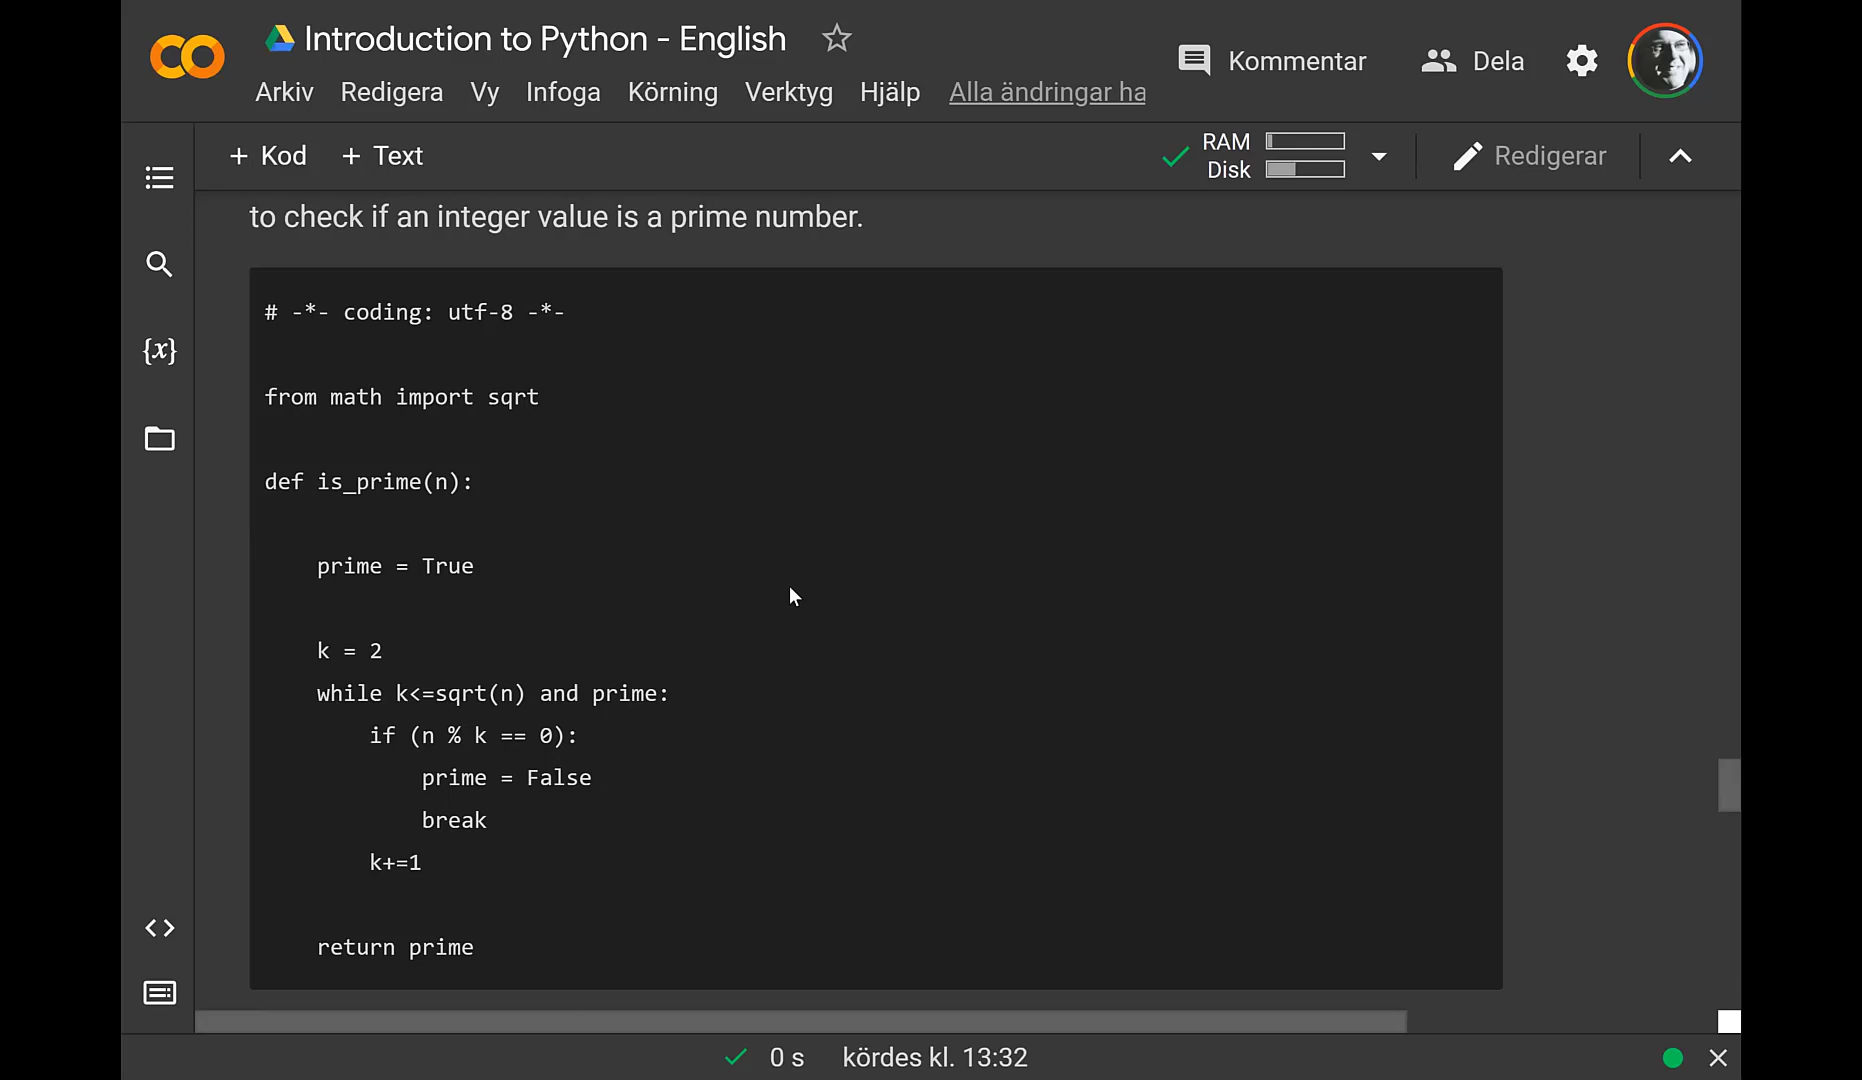 Introduction to Python - English
Kommentar
Dela
Arkiv Redigera Vy Infoga Körning Verktyg Hjälp Alla ändringar ha
+ Kod + Text
RAM
Disk
Redigerar
to check if an integer value is a prime number.
{x}
# -*- coding: utf-8 -*-
from math import sqrt
def is_prime(n):
    prime = True
    k = 2
    while k<=sqrt(n) and prime:
        if (n % k == 0):
            prime = False
            break
        k+=1
    return prime
0 s kördes kl. 13:32